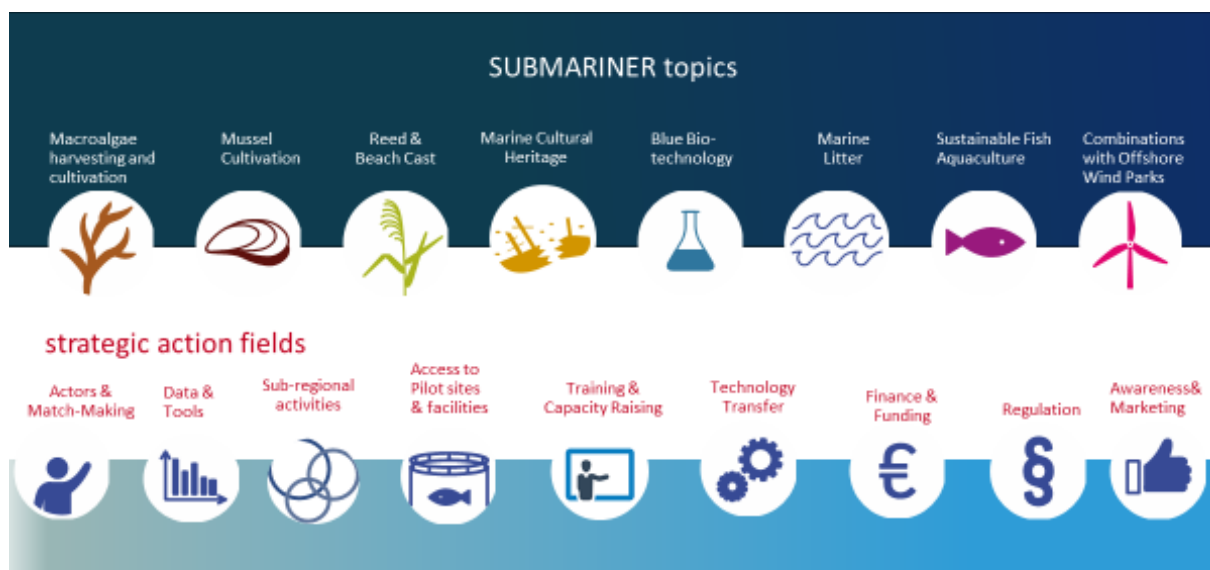 SUBMARINER topics
Macroalgae
harvesting and
cultivation
Mussel
Cultivation
Reed &
Beach Cast
Marine Cultural
Heritage
Blue Bio-
technology
Marine
Litter
Sustainable Fish
Aquaculture
Combinations
with Offshore
Wind Parks
strategic action fields
Actors &
Match-Making
Data &
Tools
Sub-regional
activities
Access to
Pilot sites
& facilities
Training &
Capacity Raising
Technology
Transfer
Finance &
Funding
Regulation
Awareness&
Marketing
€
§